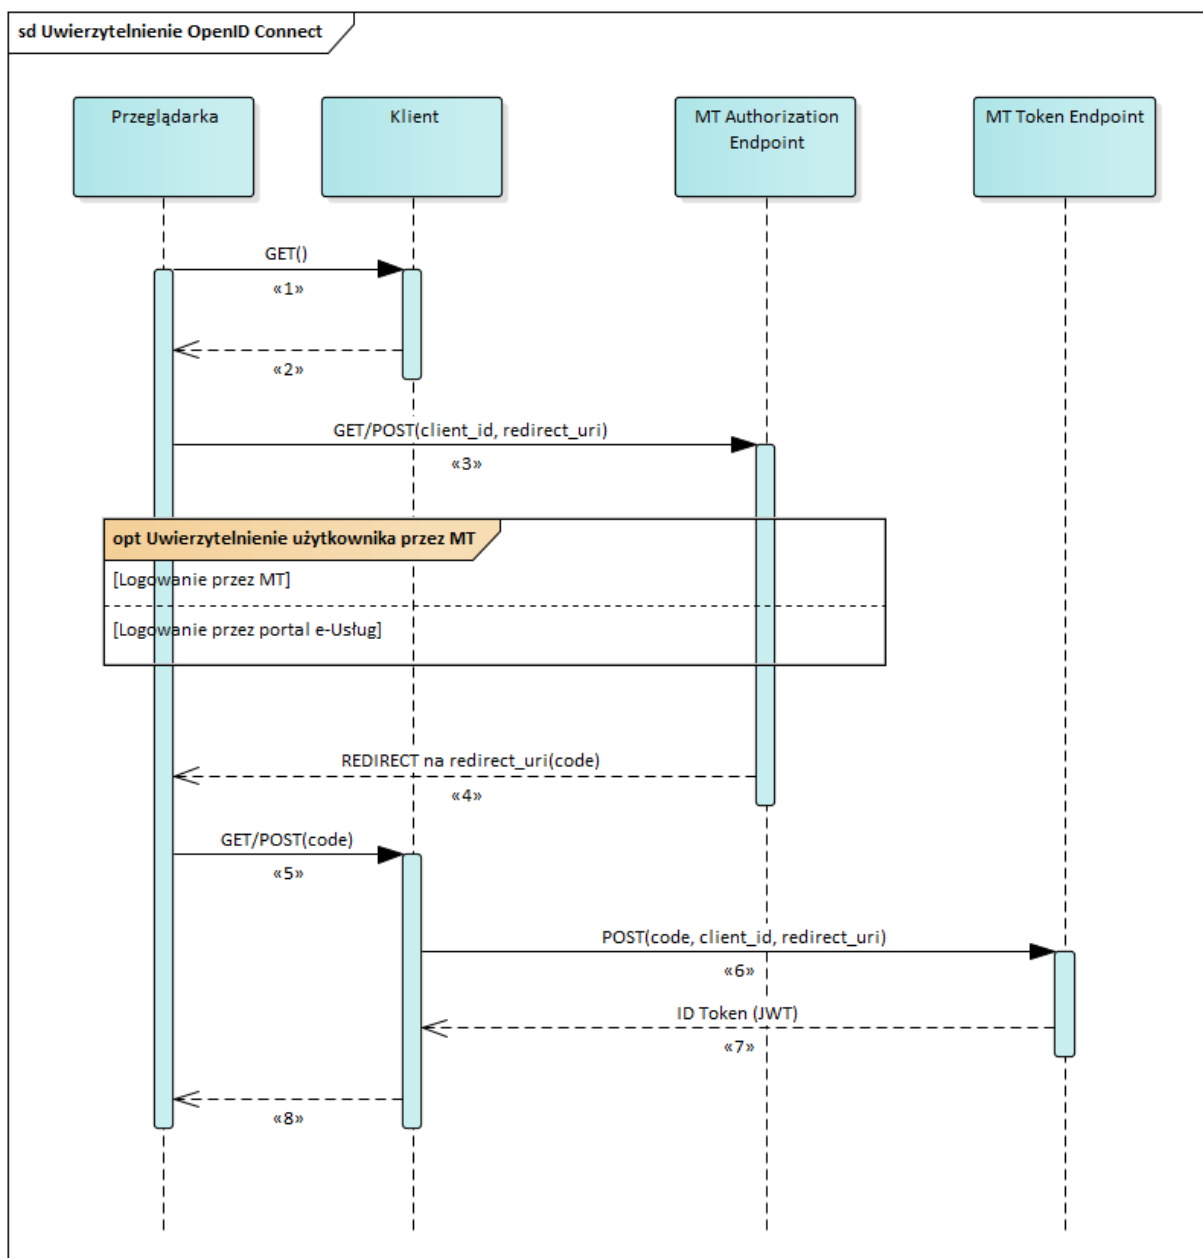 sd Uwierzytelnienie OpenID Connect
Przeglądarka
Klient
MT Authorization
Endpoint
MT Token Endpoint
GET()
«1»
«2»
GET/POST(client_id, redirect_uri)
«3»
opt Uwierzytelnienie użytkownika przez MT
[Logowanie przez MT]
[Logowanie przez portal e-Usług]
REDIRECT na redirect_uri(code)
«4»
GET/POST(code)
«5»
POST(code, client_id, redirect_uri)
«6»
ID Token (JWT)
«7»
«8»